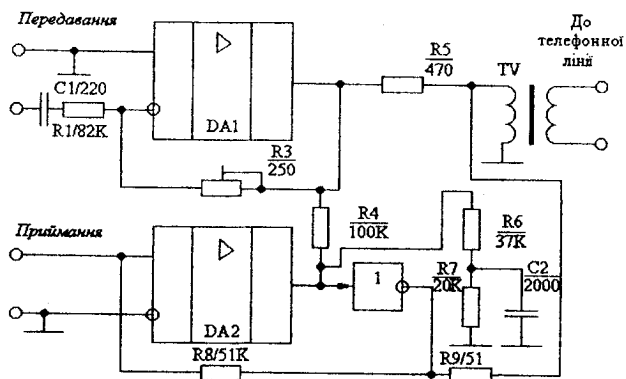 Передавання
До
телефонної
лінії
C1/220
R1/82K
DA1
R5
470
TV
R3
250
Приймання
R4
100K
R6
37K
R7
20K
C2
2000
1
DA2
R8/51K
R9/51